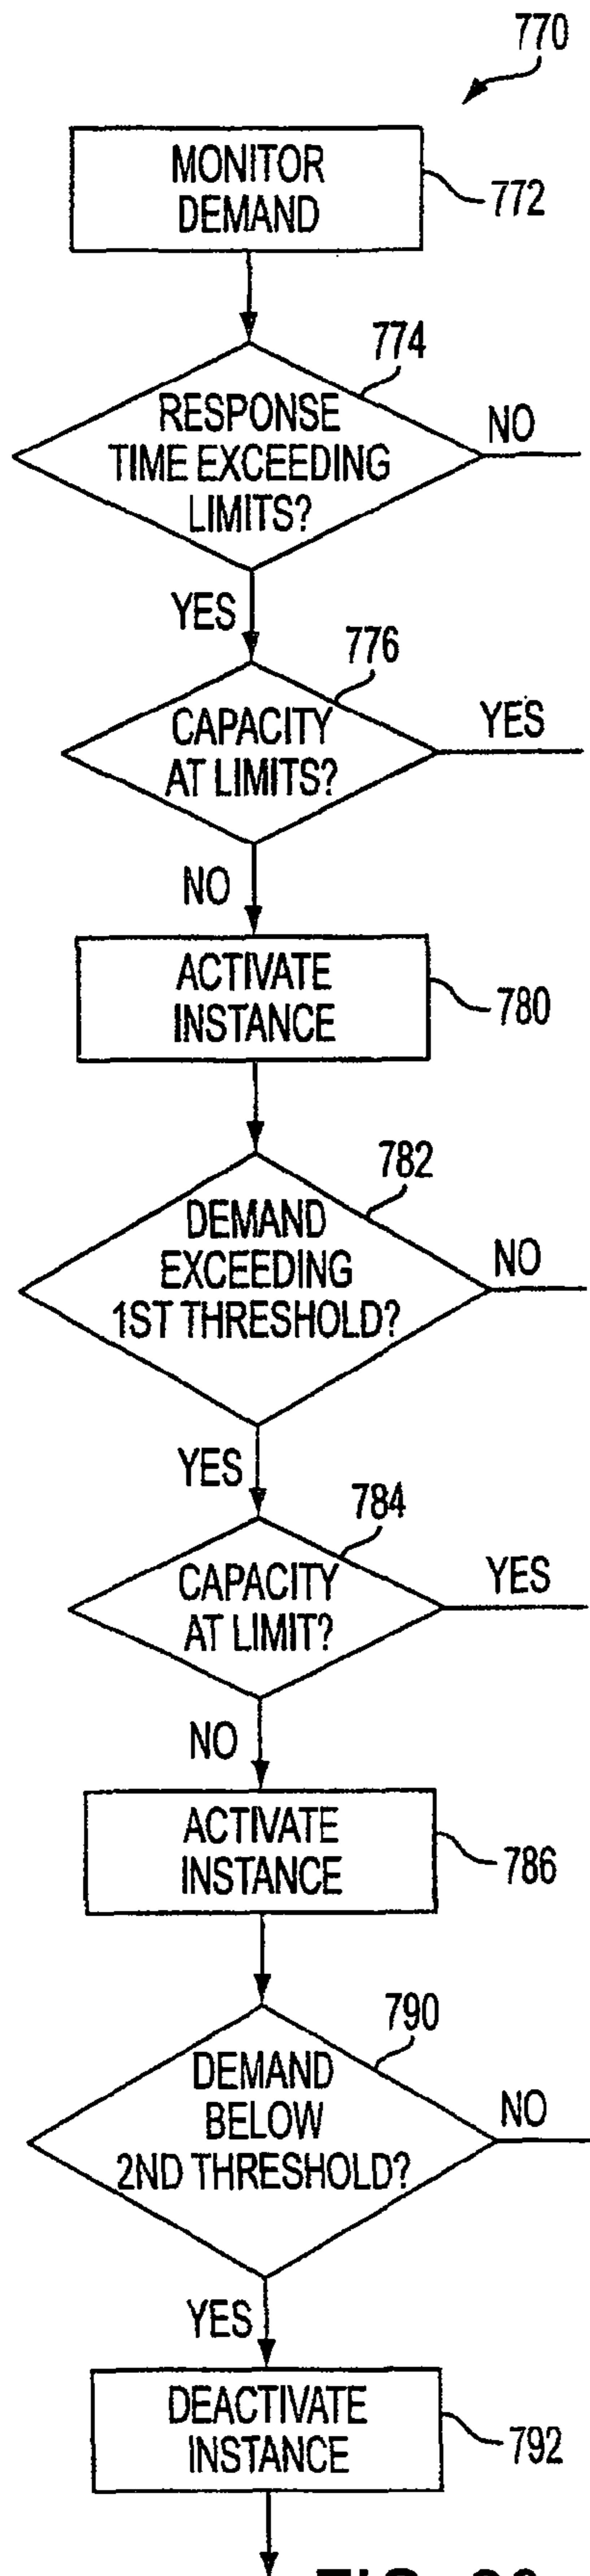 770
MONITOR
DEMAND
772
774
RESPONSE
TIME EXCEEDING
LIMITS?
NO
YES
776
CAPACITY
AT LIMITS?
YES
NO
ACTIVATE
INSTANCE
780
782
DEMAND
EXCEEDING
1ST THRESHOLD?
NO
YES
784
CAPACITY
AT LIMIT?
YES
NO
ACTIVATE
INSTANCE
786
790
DEMAND
BELOW
2ND THRESHOLD?
NO
YES
DEACTIVATE
INSTANCE
792